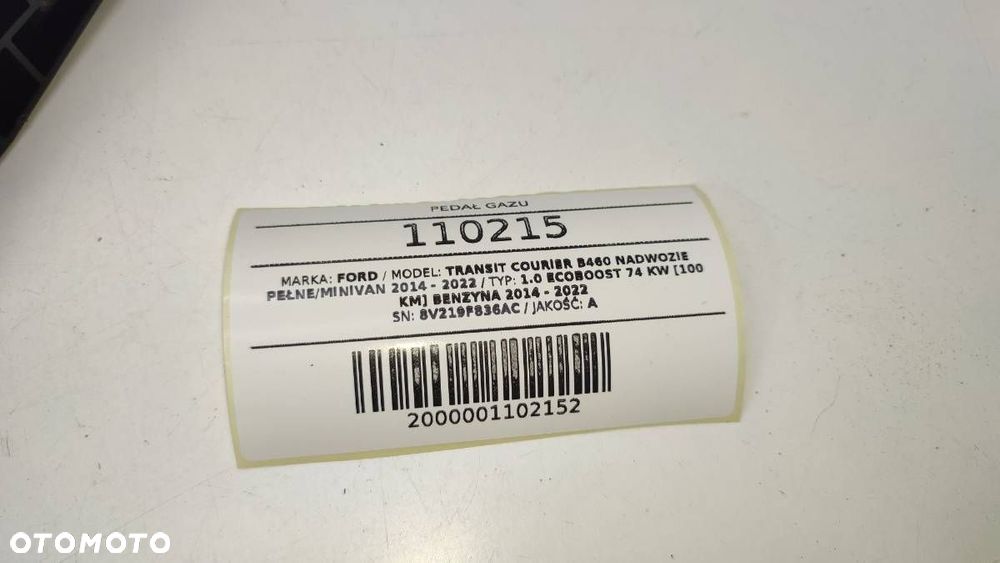 PEDAŁ GAZU
110215
MARKA: FORD / MODEL: TRANSIT COURIER B460 NADWOZIE
PEŁNE/MINIVAN 2014 - 2022 / TYP: 1.0 ECOBOOST 74 KW [100
KM] BENZYNA 2014 - 2022
SN: 8V219F836AC / JAKOŚĆ: A
2000001102152
OTOMOTO